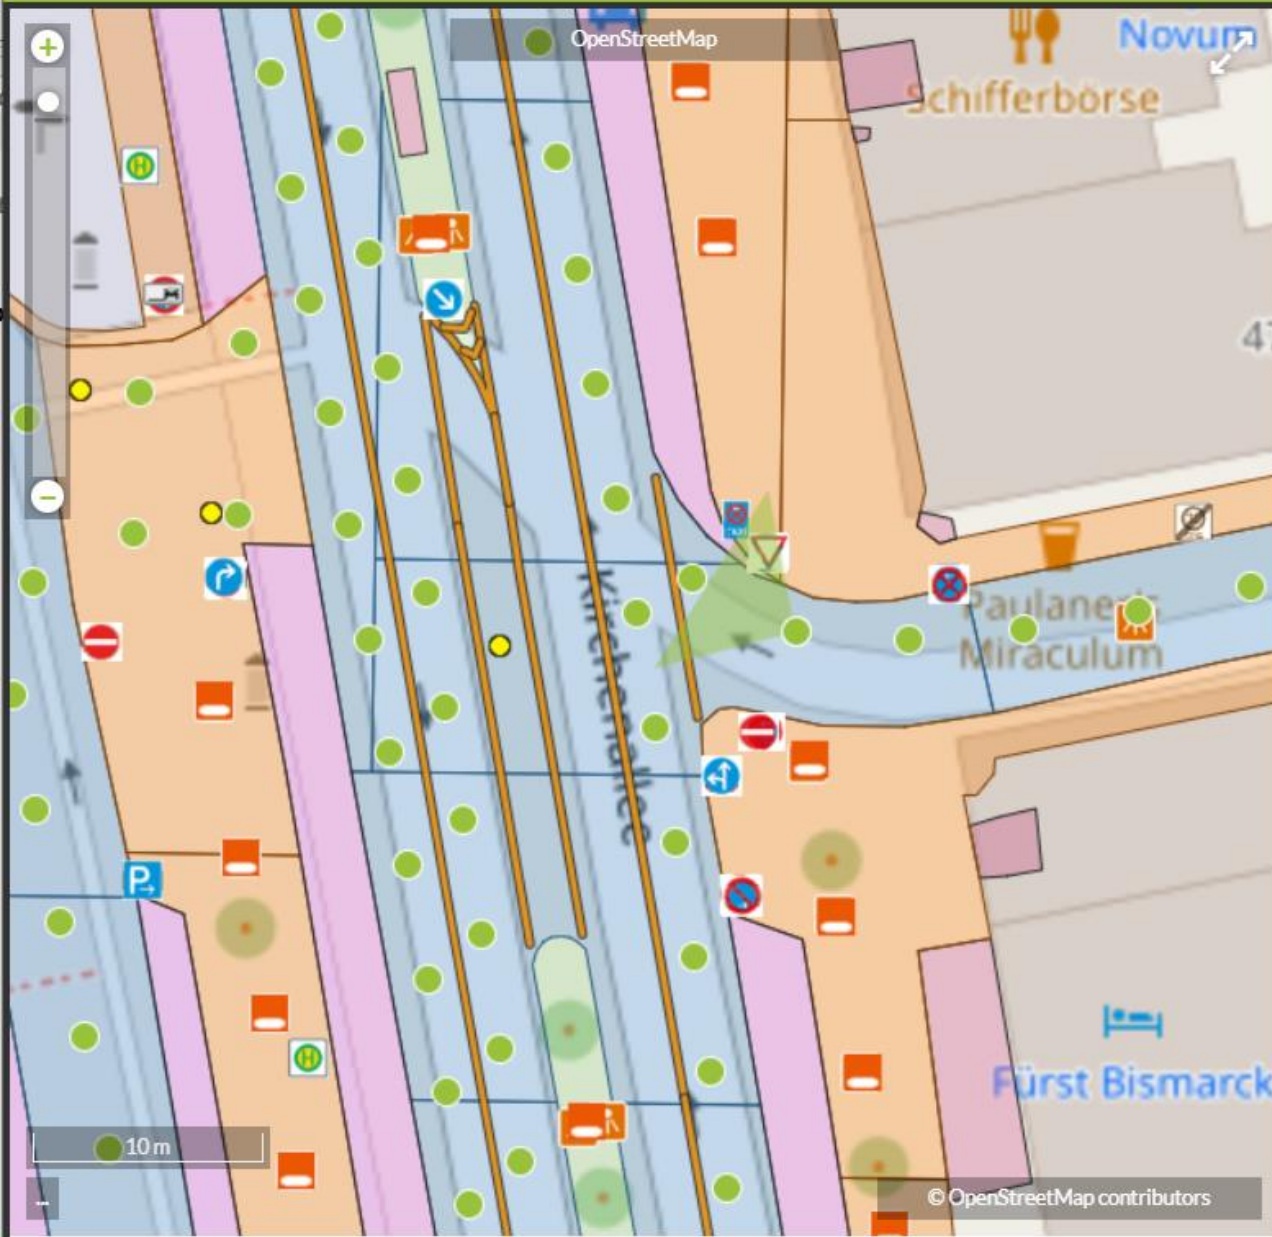 OpenStreetMap
Novum
Schifferbörse
47
Kirchenallee
Paulaner's
Miraculum
P
H
H
Fürst Bismarck
10 m
© OpenStreetMap contributors